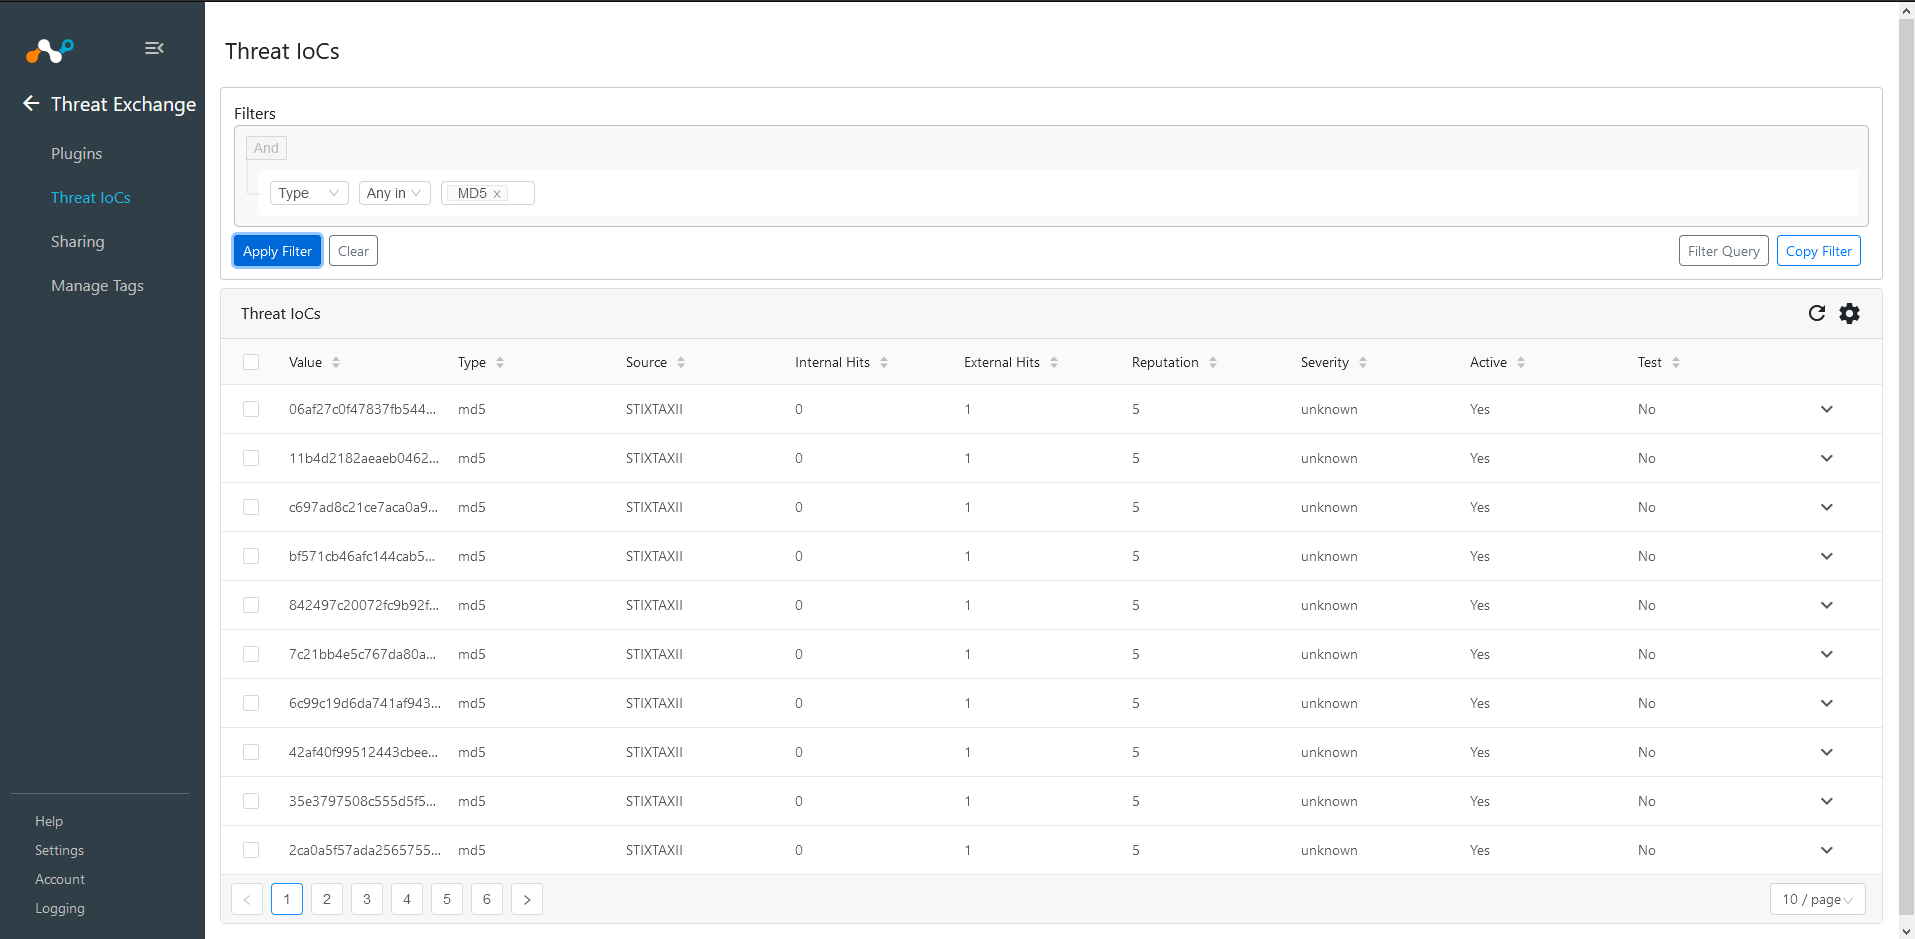 Threat IoCs
Threat Exchange
Plugins
Threat IoCs
Sharing
Manage Tags
Help
Settings
Account
Logging
Filters
And
Type Any in MD5 x
Apply Filter Clear Filter Query Copy Filter
Threat IoCs
Value Type Source Internal Hits External Hits Reputation Severity Active Test
06af27c0f47837fb544... md5 STIXTAXII 0 1 5 unknown Yes No
11b4d2182aeaeb0462... md5 STIXTAXII 0 1 5 unknown Yes No
c697ad8c21ce7aca0a9... md5 STIXTAXII 0 1 5 unknown Yes No
bf571cb46afc144cab5... md5 STIXTAXII 0 1 5 unknown Yes No
842497c20072fc9b92f... md5 STIXTAXII 0 1 5 unknown Yes No
7c21bb4e5c767da80a... md5 STIXTAXII 0 1 5 unknown Yes No
6c99c19d6da741af943... md5 STIXTAXII 0 1 5 unknown Yes No
42af40f99512443cbee... md5 STIXTAXII 0 1 5 unknown Yes No
35e3797508c555d5f5... md5 STIXTAXII 0 1 5 unknown Yes No
2ca0a5f57ada2565755... md5 STIXTAXII 0 1 5 unknown Yes No
< 1 2 3 4 5 6 > 10 / page